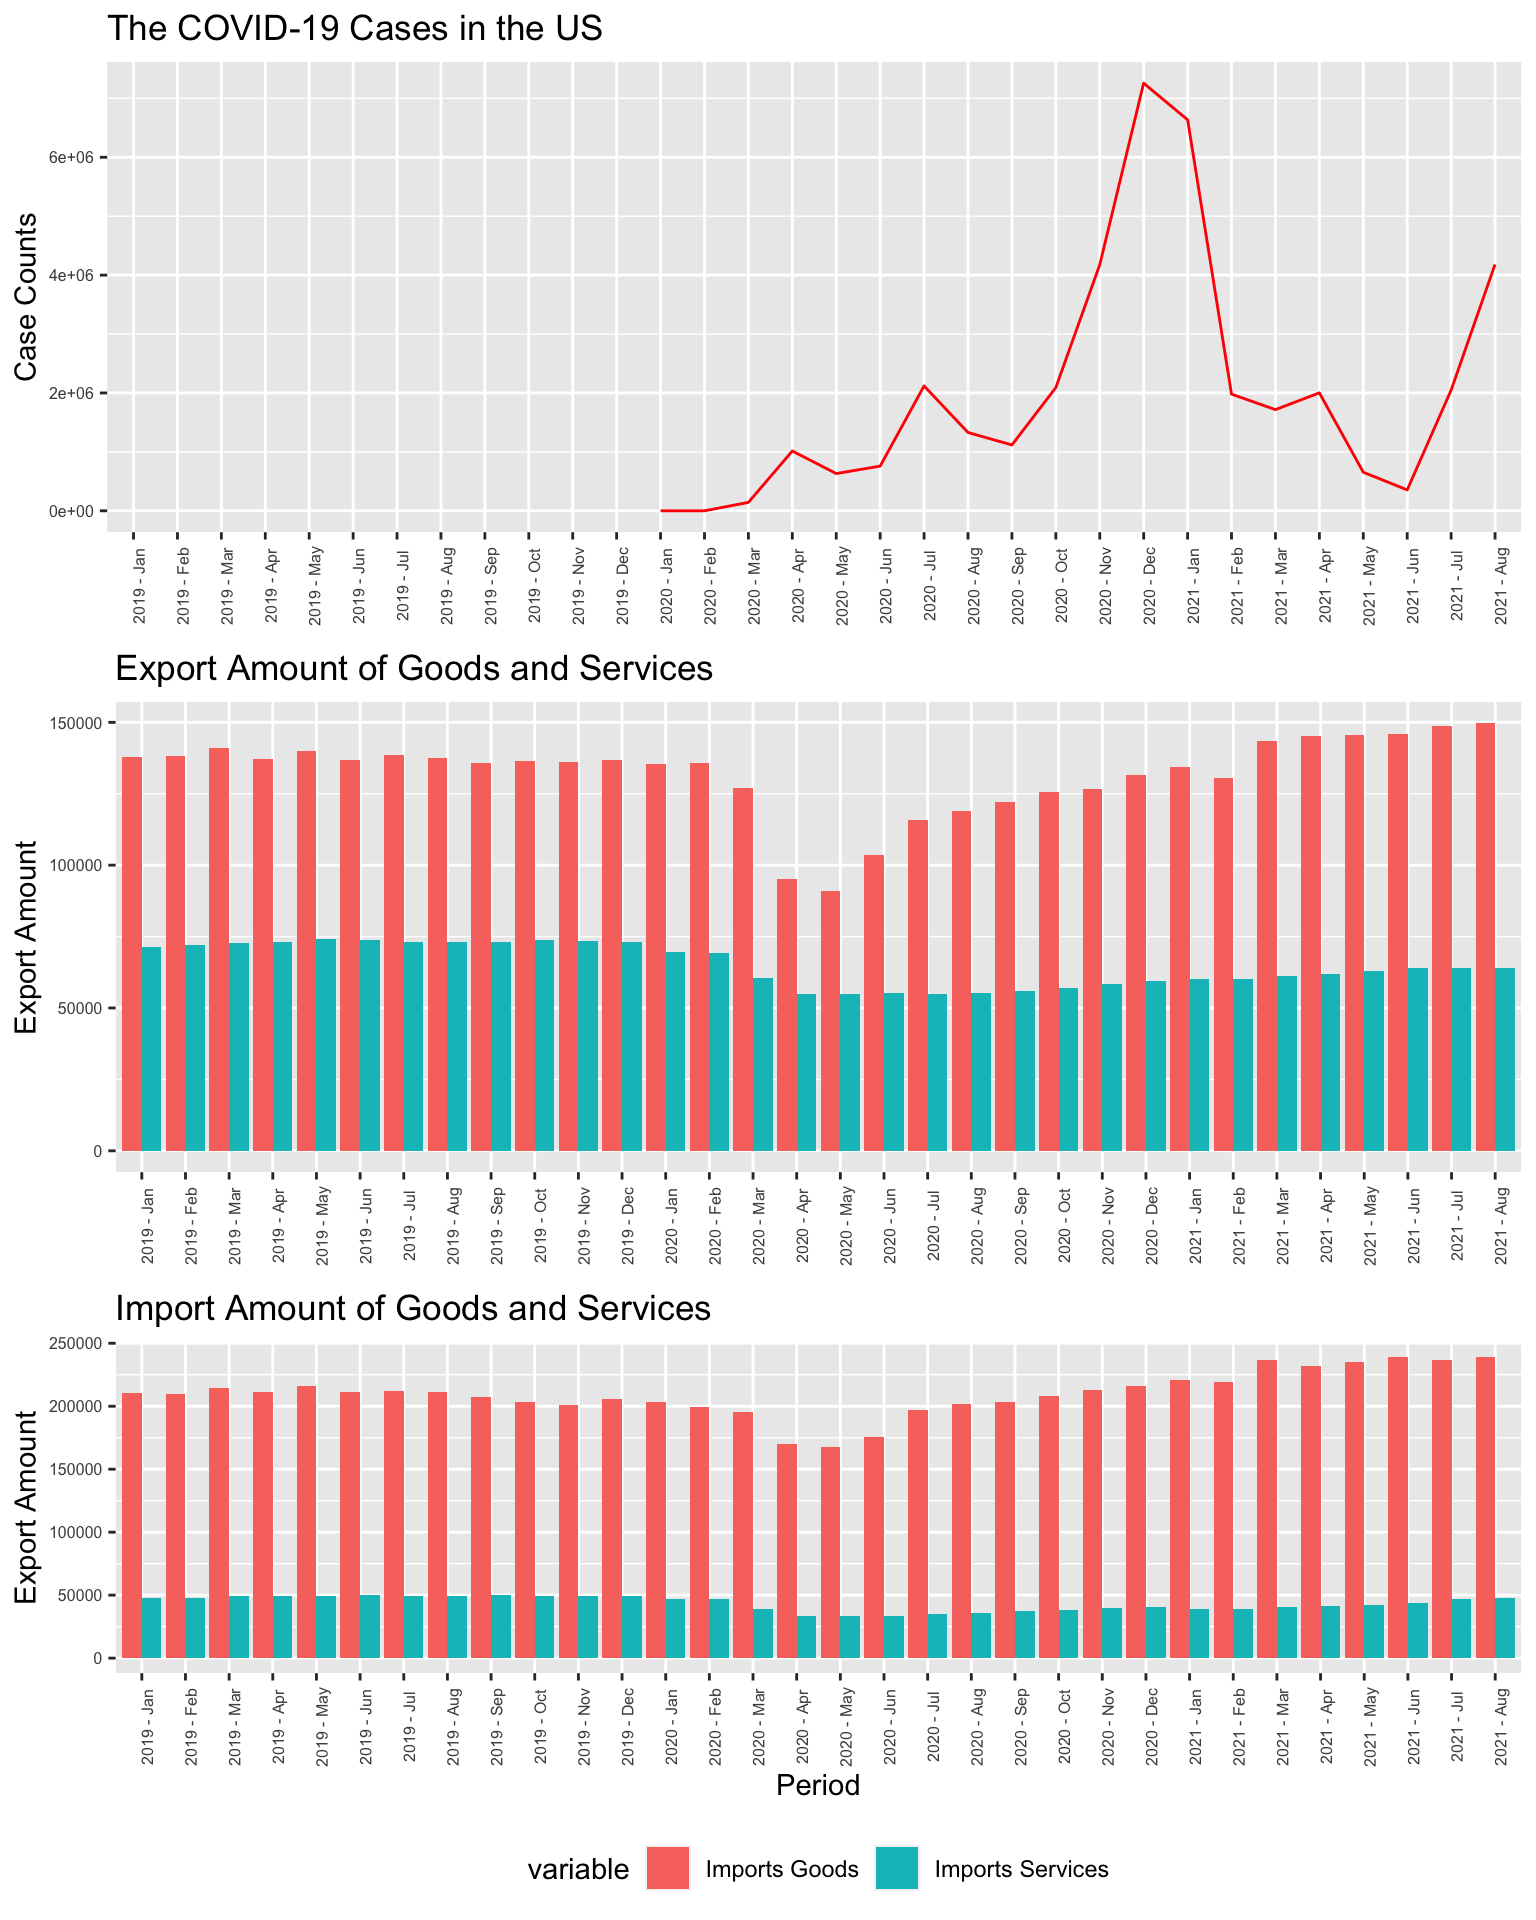 The COVID-19 Cases in the US
Case Counts
6e+06
4e+06
2e+06
0e+00
2019 - Jan
2019 - Feb
2019 - Mar
2019 - Apr
2019 - May
2019 - Jun
2019 - Jul
2019 - Aug
2019 - Sep
2019 - Oct
2019 - Nov
2019 - Dec
2020 - Jan
2020 - Feb
2020 - Mar
2020 - Apr
2020 - May
2020 - Jun
2020 - Jul
2020 - Aug
2020 - Sep
2020 - Oct
2020 - Nov
2020 - Dec
2021 - Jan
2021 - Feb
2021 - Mar
2021 - Apr
2021 - May
2021 - Jun
2021 - Jul
2021 - Aug
Export Amount of Goods and Services
Export Amount
150000
100000
50000
0
2019 - Jan
2019 - Feb
2019 - Mar
2019 - Apr
2019 - May
2019 - Jun
2019 - Jul
2019 - Aug
2019 - Sep
2019 - Oct
2019 - Nov
2019 - Dec
2020 - Jan
2020 - Feb
2020 - Mar
2020 - Apr
2020 - May
2020 - Jun
2020 - Jul
2020 - Aug
2020 - Sep
2020 - Oct
2020 - Nov
2020 - Dec
2021 - Jan
2021 - Feb
2021 - Mar
2021 - Apr
2021 - May
2021 - Jun
2021 - Jul
2021 - Aug
Import Amount of Goods and Services
Export Amount
250000
200000
150000
100000
50000
0
2019 - Jan
2019 - Feb
2019 - Mar
2019 - Apr
2019 - May
2019 - Jun
2019 - Jul
2019 - Aug
2019 - Sep
2019 - Oct
2019 - Nov
2019 - Dec
2020 - Jan
2020 - Feb
2020 - Mar
2020 - Apr
2020 - May
2020 - Jun
2020 - Jul
2020 - Aug
2020 - Sep
2020 - Oct
2020 - Nov
2020 - Dec
2021 - Jan
2021 - Feb
2021 - Mar
2021 - Apr
2021 - May
2021 - Jun
2021 - Jul
2021 - Aug
Period
variable Imports Goods Imports Services